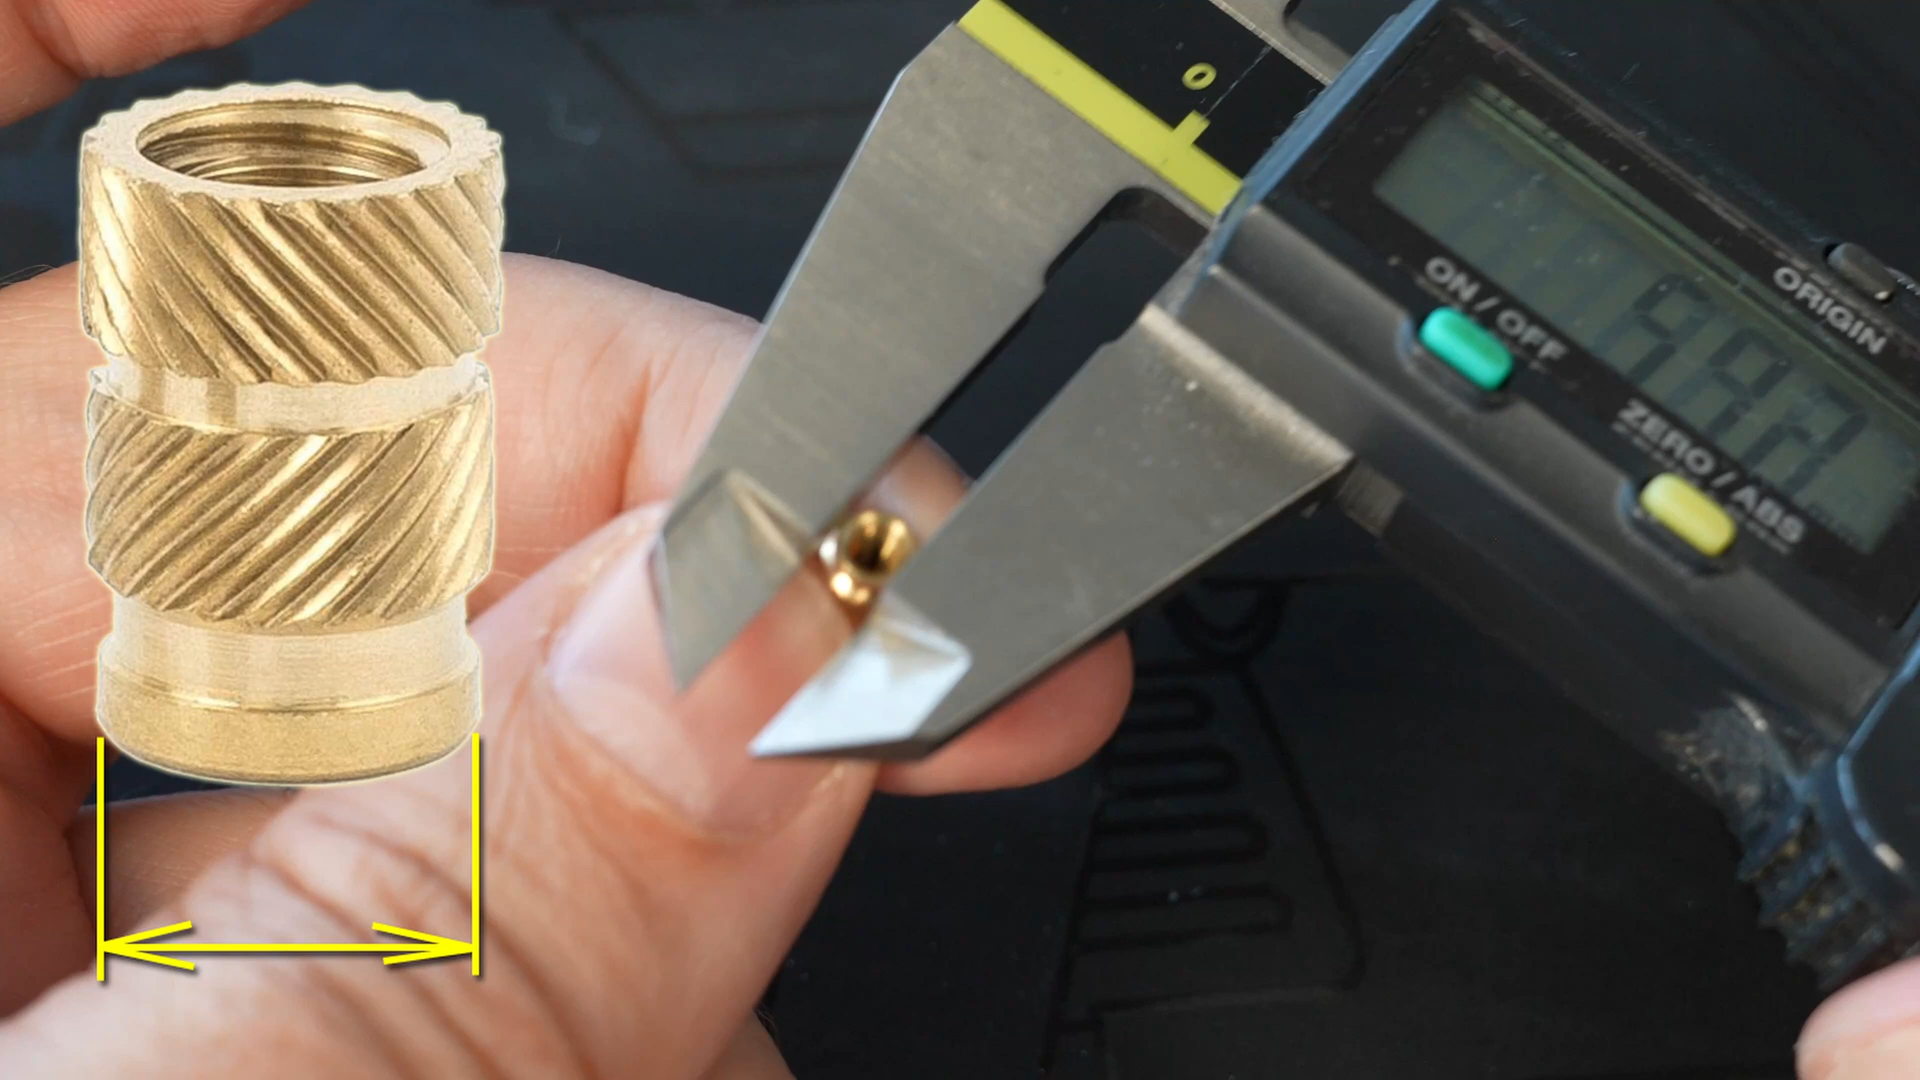 0
ORIGIN
ON / OFF
ZERO / ABS